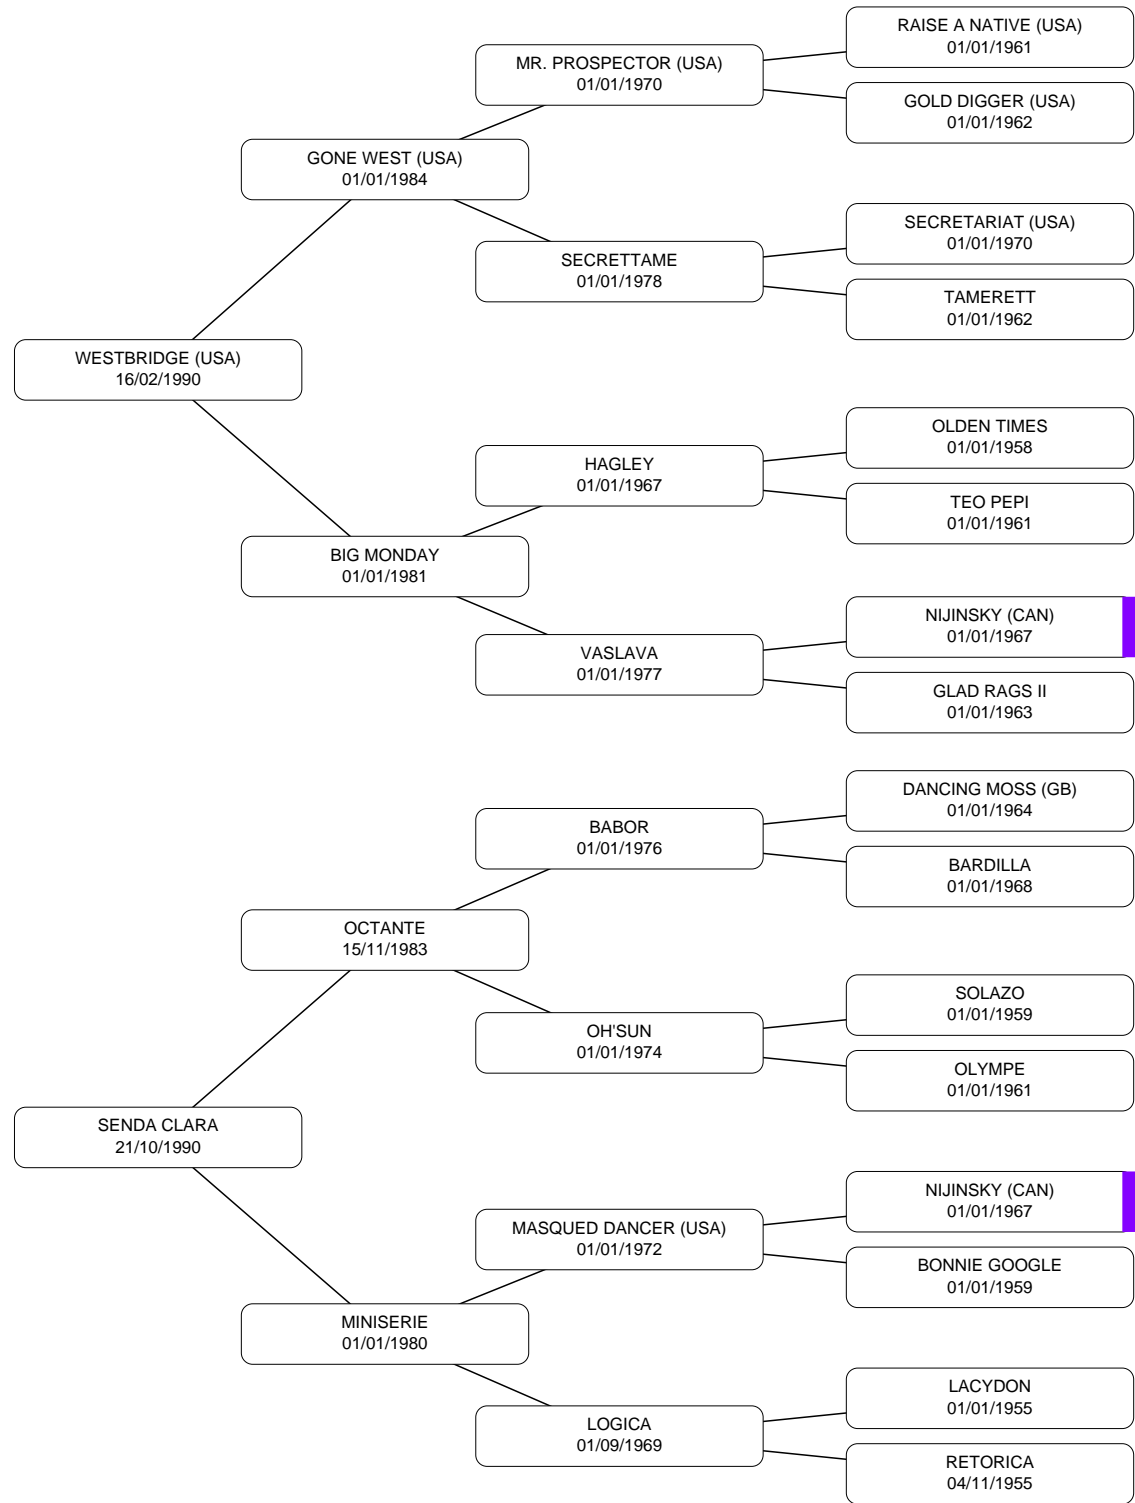 RAISE A NATIVE (USA)
01/01/1961
MR. PROSPECTOR (USA)
01/01/1970
GOLD DIGGER (USA)
01/01/1962
GONE WEST (USA)
01/01/1984
SECRETARIAT (USA)
01/01/1970
SECRETTAME
01/01/1978
TAMERETT
01/01/1962
WESTBRIDGE (USA)
16/02/1990
OLDEN TIMES
01/01/1958
HAGLEY
01/01/1967
TEO PEPI
01/01/1961
BIG MONDAY
01/01/1981
NIJINSKY (CAN)
01/01/1967
VASLAVA
01/01/1977
GLAD RAGS II
01/01/1963
DANCING MOSS (GB)
01/01/1964
BABOR
01/01/1976
BARDILLA
01/01/1968
OCTANTE
15/11/1983
SOLAZO
01/01/1959
OH'SUN
01/01/1974
OLYMPE
01/01/1961
SENDA CLARA
21/10/1990
NIJINSKY (CAN)
01/01/1967
MASQUED DANCER (USA)
01/01/1972
BONNIE GOOGLE
01/01/1959
MINISERIE
01/01/1980
LACYDON
01/01/1955
LOGICA
01/09/1969
RETORICA
04/11/1955